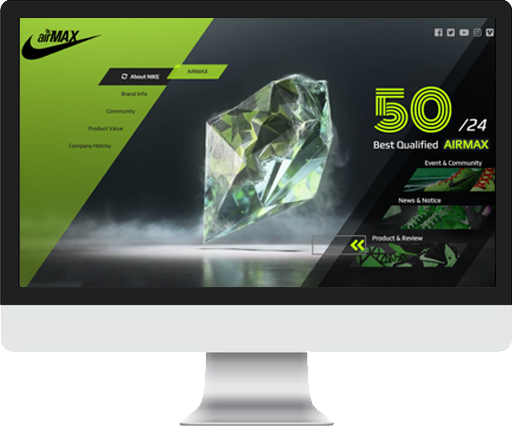 airMAX
About NIKE
AIRMAX
Brand Info
Community
Product Value
Company Histroy
50
/24
Best Qualified AIRMAX
Event & Community
News & Notice
Product & Review